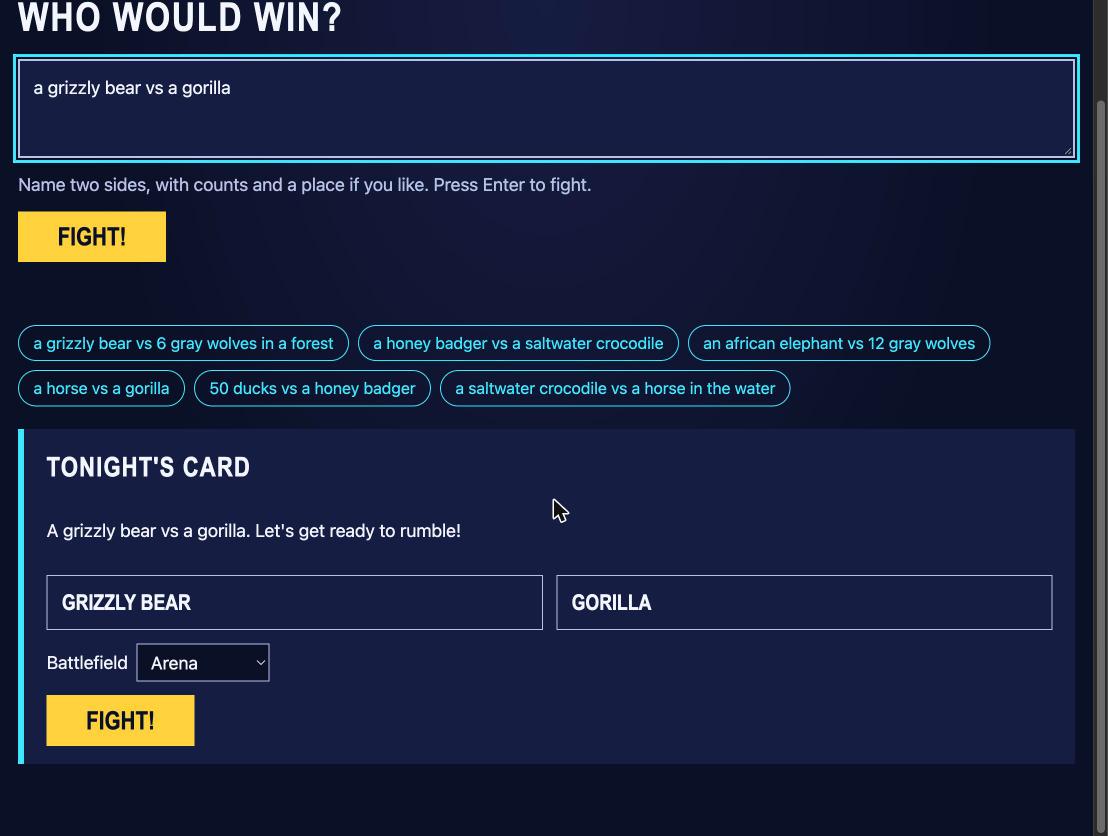 WHO WOULD WIN?
a grizzly bear vs a gorilla
Name two sides, with counts and a place if you like. Press Enter to fight.
FIGHT!
a grizzly bear vs 6 gray wolves in a forest
a honey badger vs a saltwater crocodile
an african elephant vs 12 gray wolves
a horse vs a gorilla
50 ducks vs a honey badger
a saltwater crocodile vs a horse in the water
TONIGHT'S CARD
A grizzly bear vs a gorilla. Let's get ready to rumble!
GRIZZLY BEAR
GORILLA
Battlefield
Arena
FIGHT!